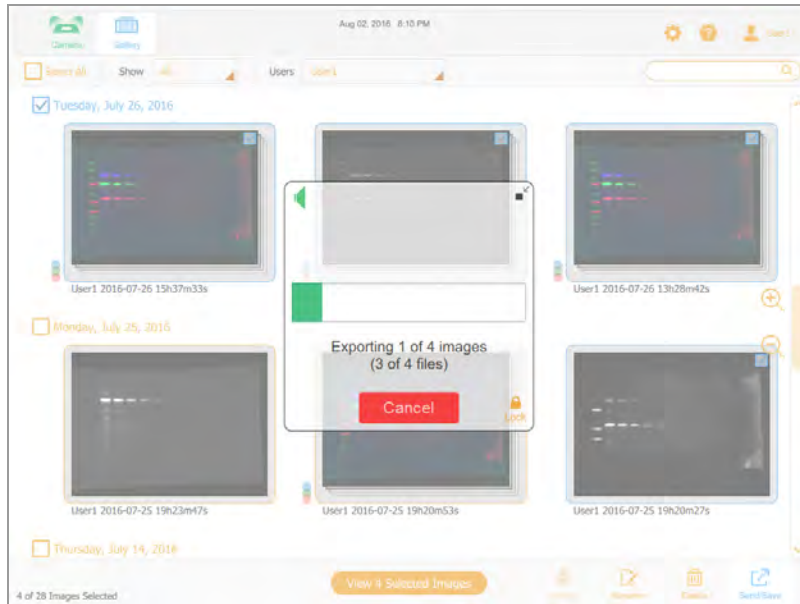 Aug 02, 2016 8:10 PM
Camera
Gallery
User1
Select All
Show
All
Users
User1
Tuesday, July 26, 2016
User1 2016-07-26 15h37m33s
User1 2016-07-26 13h28m42s
Exporting 1 of 4 images
(3 of 4 files)
Cancel
Lock
Monday, July 25, 2016
User1 2016-07-25 19h23m47s
User1 2016-07-25 19h20m53s
User1 2016-07-25 19h20m27s
Thursday, July 14, 2016
4 of 28 Images Selected
View 4 Selected Images
Delete
Send/Save